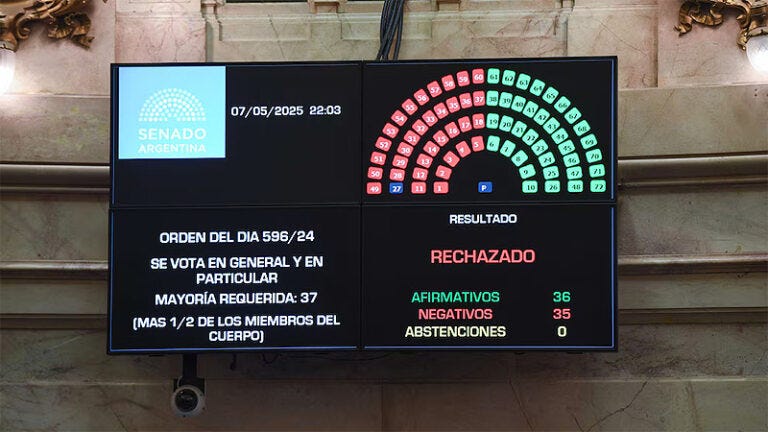 SENADO
ARGENTINA
07/05/2025 22:03
ORDEN DEL DIA 596/24
SE VOTA EN GENERAL Y EN
PARTICULAR
MAYORÍA REQUERIDA: 37
(MAS 1/2 DE LOS MIEMBROS DEL
CUERPO)
RESULTADO
RECHAZADO
AFIRMATIVOS 36
NEGATIVOS 35
ABSTENCIONES 0
P